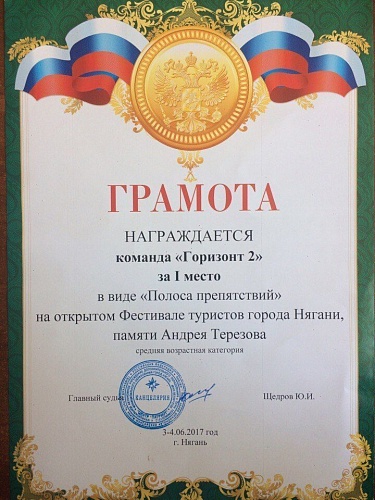 ГРАМОТА
НАГРАЖДАЕТСЯ
команда «Горизонт 2»
за I место
в виде «Полоса препятствий»
на открытом Фестивале туристов города Нягани,
памяти Андрея Терезова
средняя возрастная категория
Главный судья Щедров Ю.И.
КАНЦЕЛЯРИЯ
3-4.06.2017 год
г. Нягань